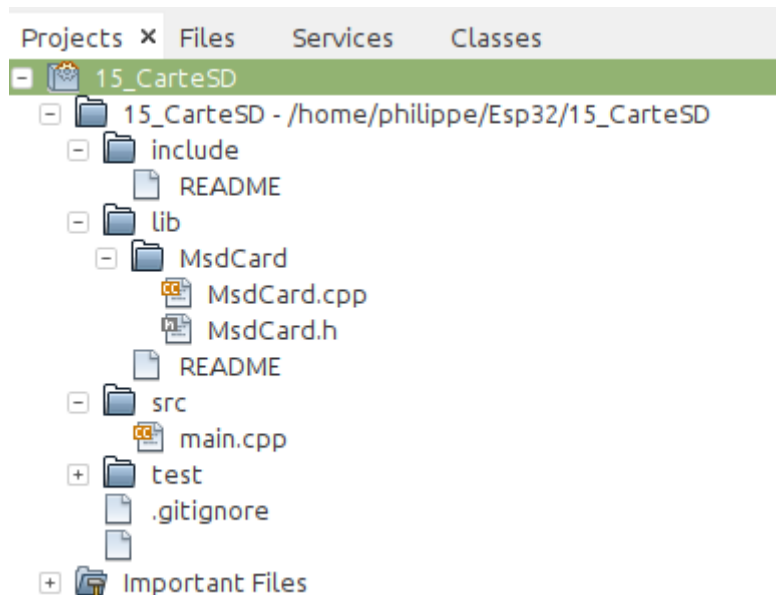 Projects × Files Services Classes
15_CarteSD
15_CarteSD - /home/philippe/Esp32/15_CarteSD
include
README
lib
MsdCard
MsdCard.cpp
MsdCard.h
README
src
main.cpp
test
.gitignore
Important Files